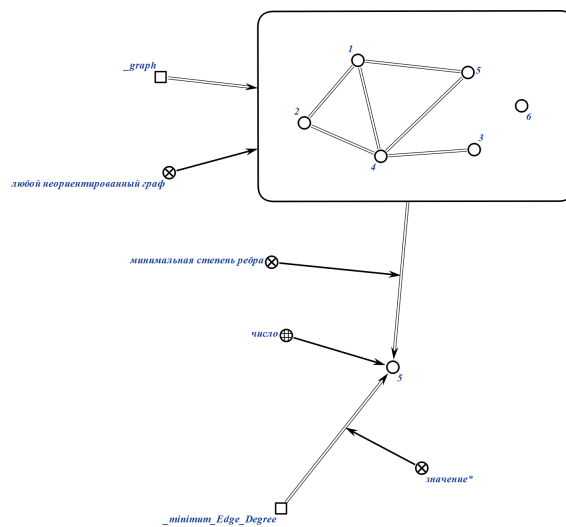 _graph
1
5
6
2
3
4
любой неориентированный граф
минимальная степень ребра
число
5
значение*
_minimum_Edge_Degree